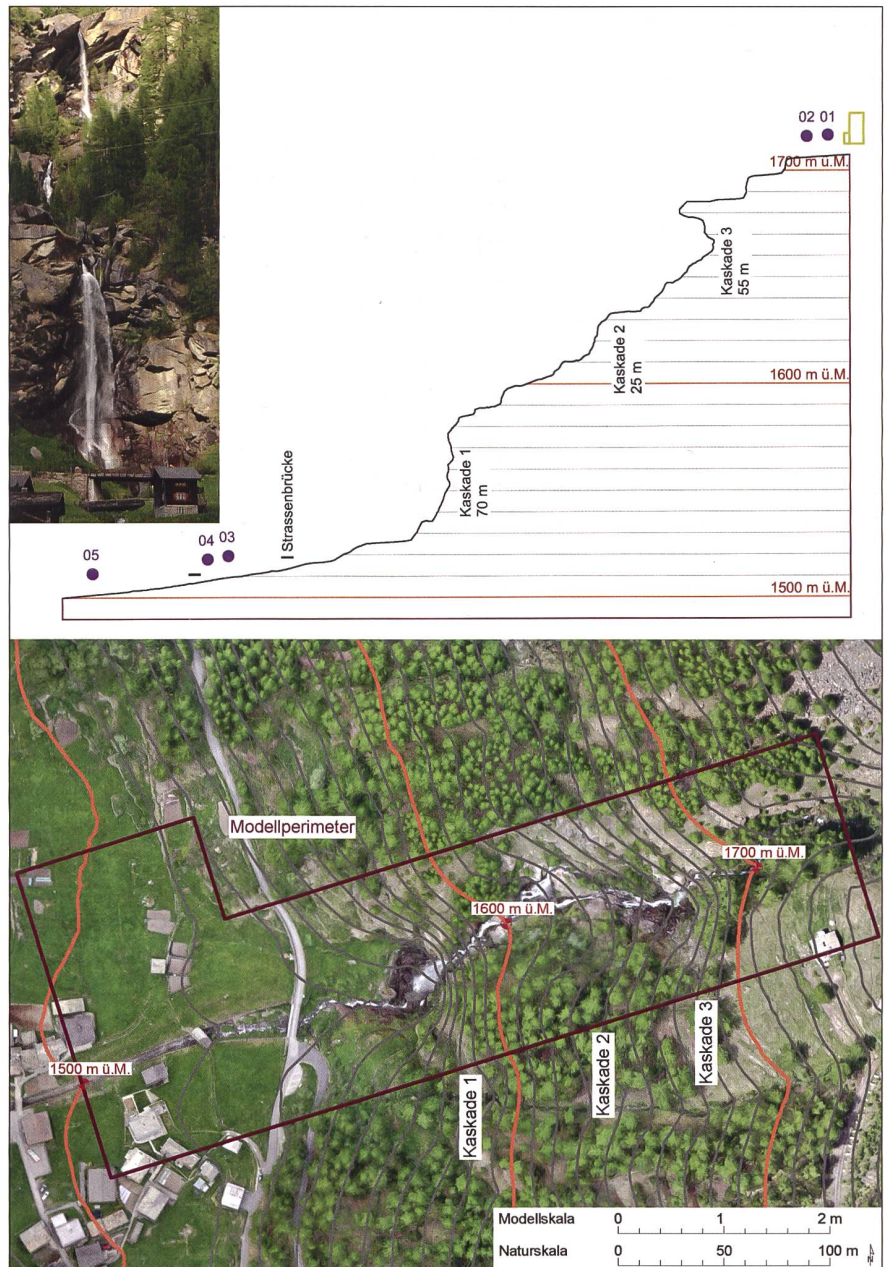 02 01
1700 m ü.M.
Kaskade 3
55 m
Kaskade 2
25 m
1600 m ü.M.
Kaskade 1
70 m
Strassenbrücke
04 03
05
1500 m ü.M.
Modellperimeter
1700 m ü.M.
1600 m ü.M.
Kaskade 3
Kaskade 2
Kaskade 1
1500 m ü.M.
Modellskala 0 1 2 m
Naturskala 0 50 100 m
N